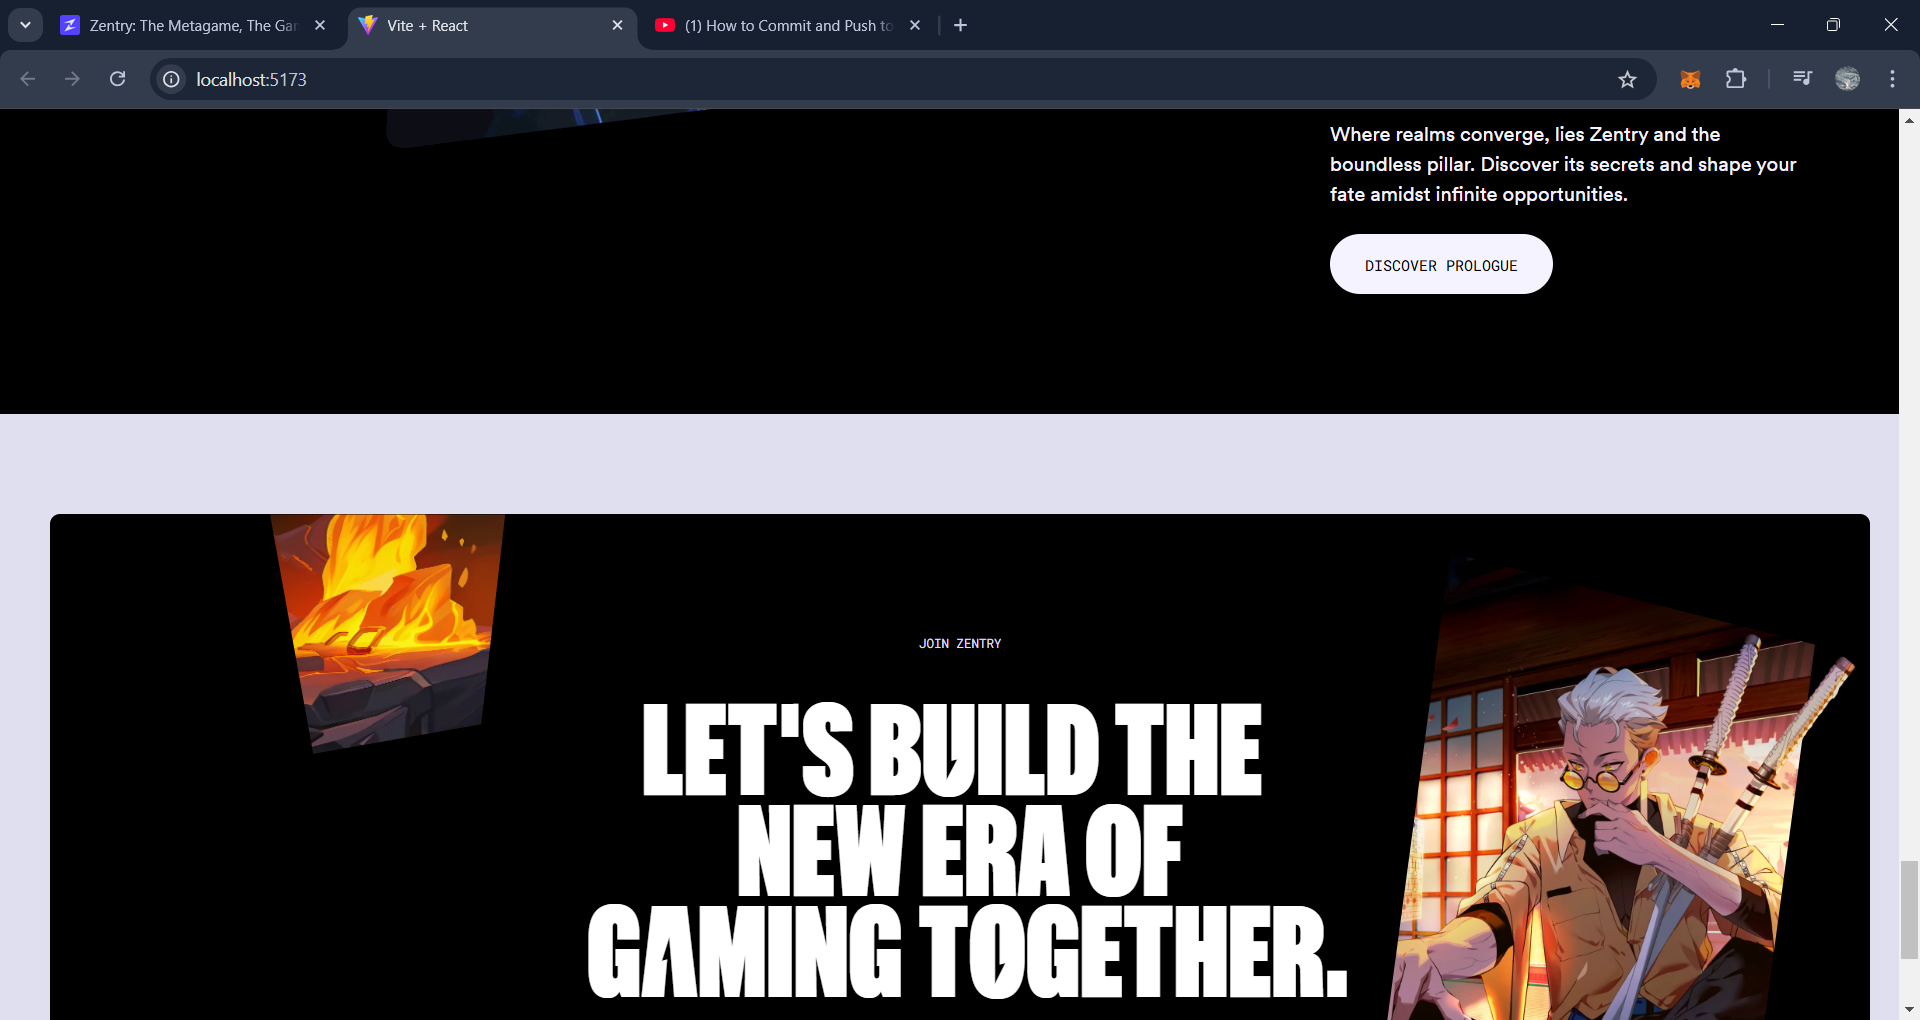 Zentry: The Metagame, The Gar
Vite + React
(1) How to Commit and Push to
localhost:5173
Where realms converge, lies Zentry and the
boundless pillar. Discover its secrets and shape your
fate amidst infinite opportunities.
DISCOVER PROLOGUE
JOIN ZENTRY
LET'S BUILD THE
NEW ERA OF
GAMING TOGETHER.